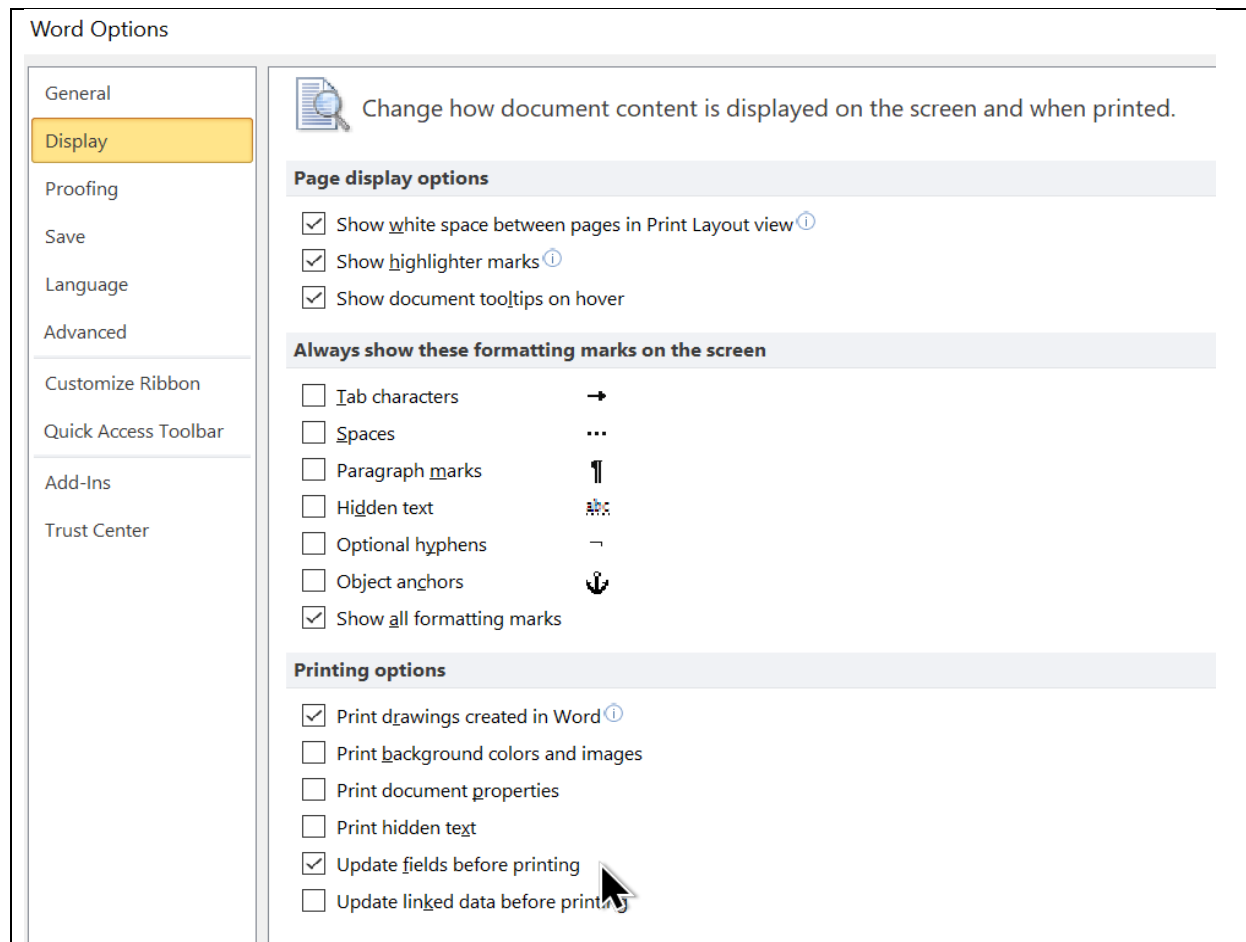 Word Options
General
Display
Proofing
Save
Language
Advanced
Customize Ribbon
Quick Access Toolbar
Add-Ins
Trust Center
Change how document content is displayed on the screen and when printed.
Page display options
Show white space between pages in Print Layout view
Show highlighter marks
Show document tooltips on hover
Always show these formatting marks on the screen
Tab characters
Spaces
Paragraph marks ¶
Hidden text abc
Optional hyphens ¬
Object anchors
Show all formatting marks
Printing options
Print drawings created in Word
Print background colors and images
Print document properties
Print hidden text
Update fields before printing
Update linked data before printing